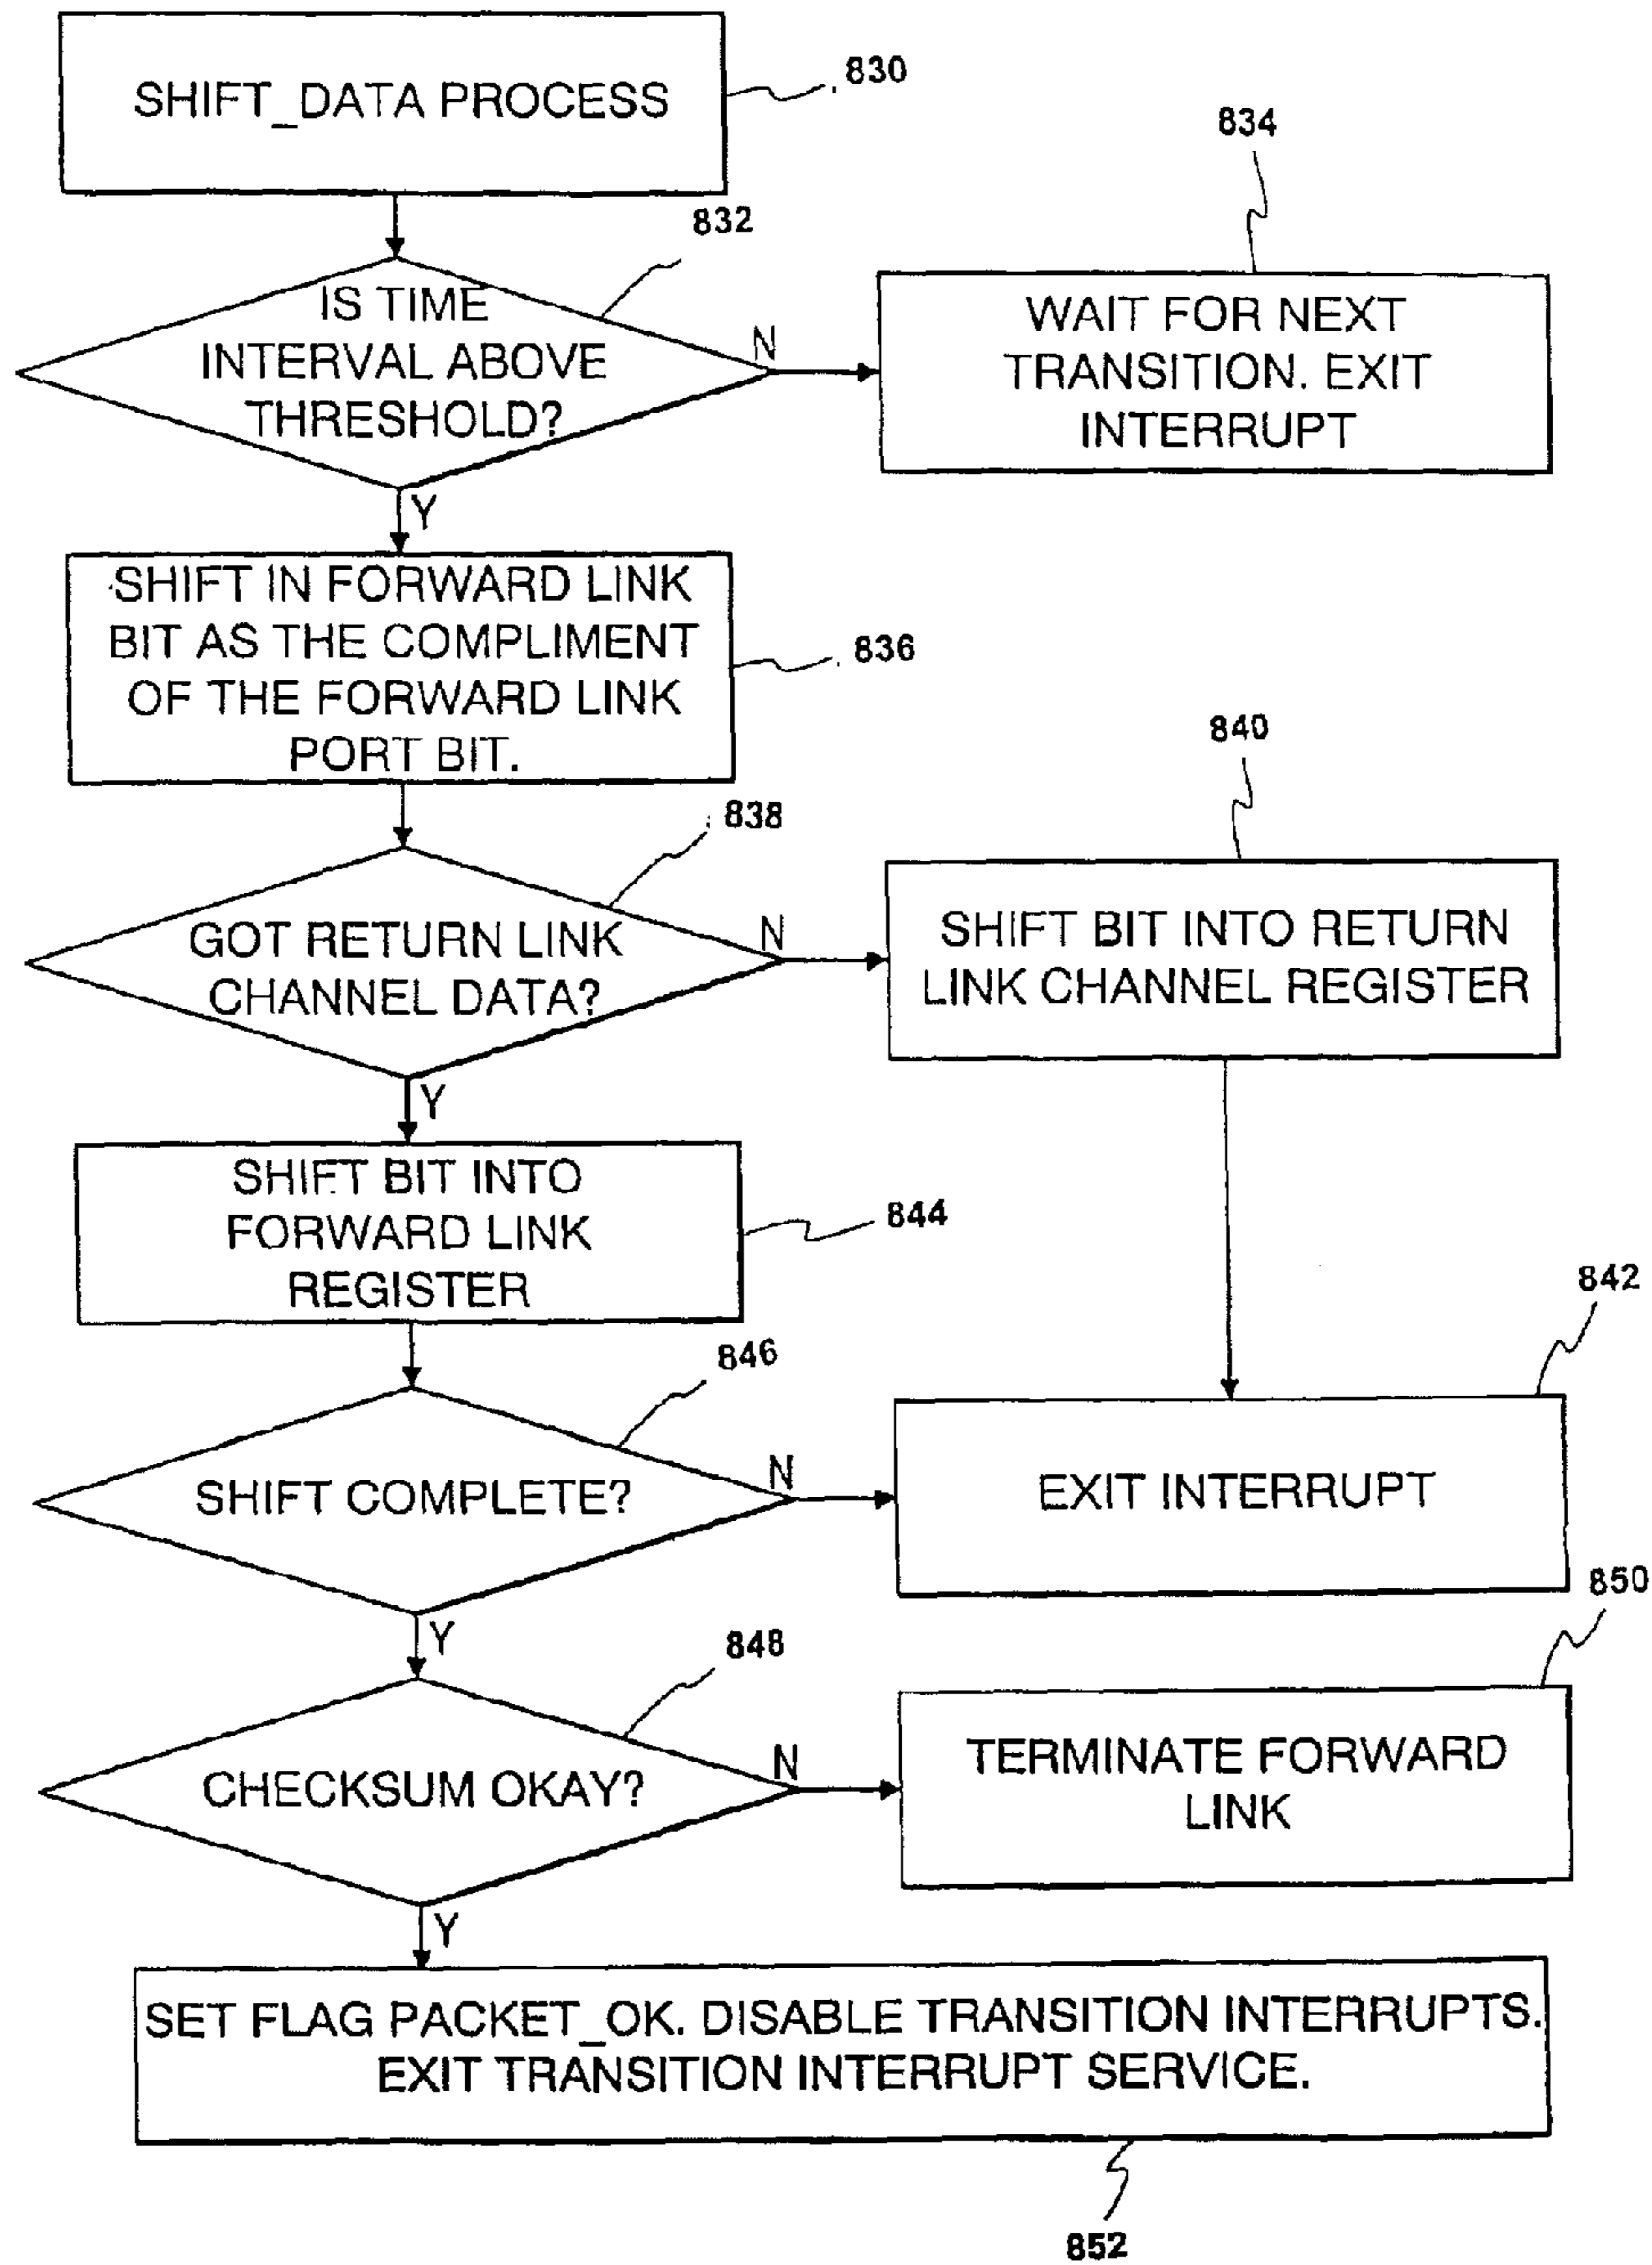 SHIFT_DATA PROCESS
830
832
834
IS TIME
INTERVAL ABOVE
THRESHOLD?
N
WAIT FOR NEXT
TRANSITION. EXIT
INTERRUPT
Y
SHIFT IN FORWARD LINK
BIT AS THE COMPLIMENT
OF THE FORWARD LINK
PORT BIT.
836
838
840
GOT RETURN LINK
CHANNEL DATA?
N
SHIFT BIT INTO RETURN
LINK CHANNEL REGISTER
Y
SHIFT BIT INTO
FORWARD LINK
REGISTER
844
846
842
SHIFT COMPLETE?
N
EXIT INTERRUPT
Y
848
850
CHECKSUM OKAY?
N
TERMINATE FORWARD
LINK
Y
SET FLAG PACKET_OK. DISABLE TRANSITION INTERRUPTS.
EXIT TRANSITION INTERRUPT SERVICE.
852